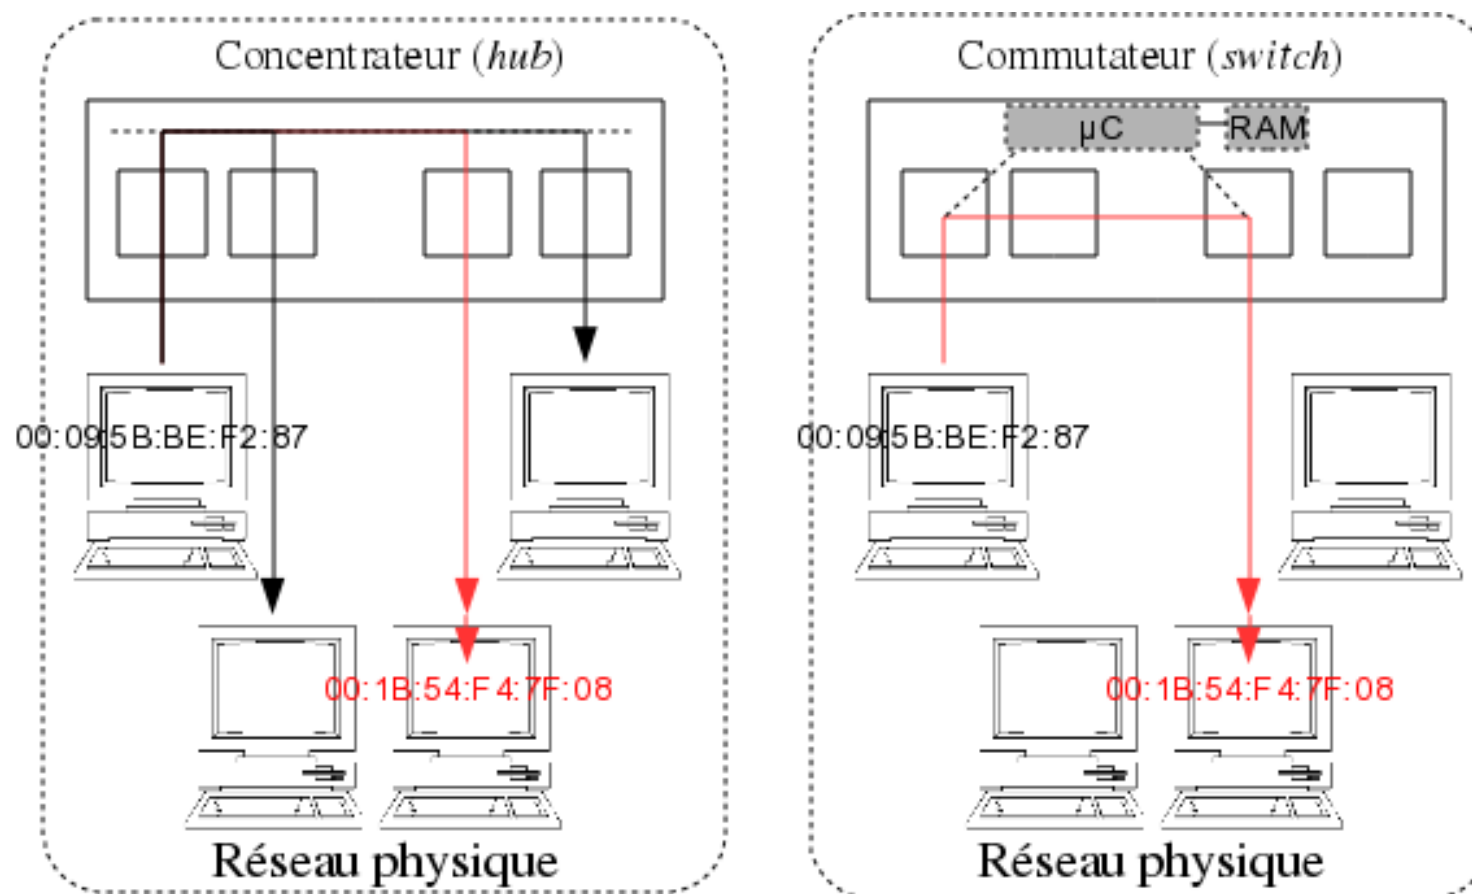 Concentrateur (hub)
00:09:5B:BE:F2:87
00:1B:54:F4:7F:08
Réseau physique
Commutateur (switch)
µC
RAM
00:09:5B:BE:F2:87
00:1B:54:F4:7F:08
Réseau physique